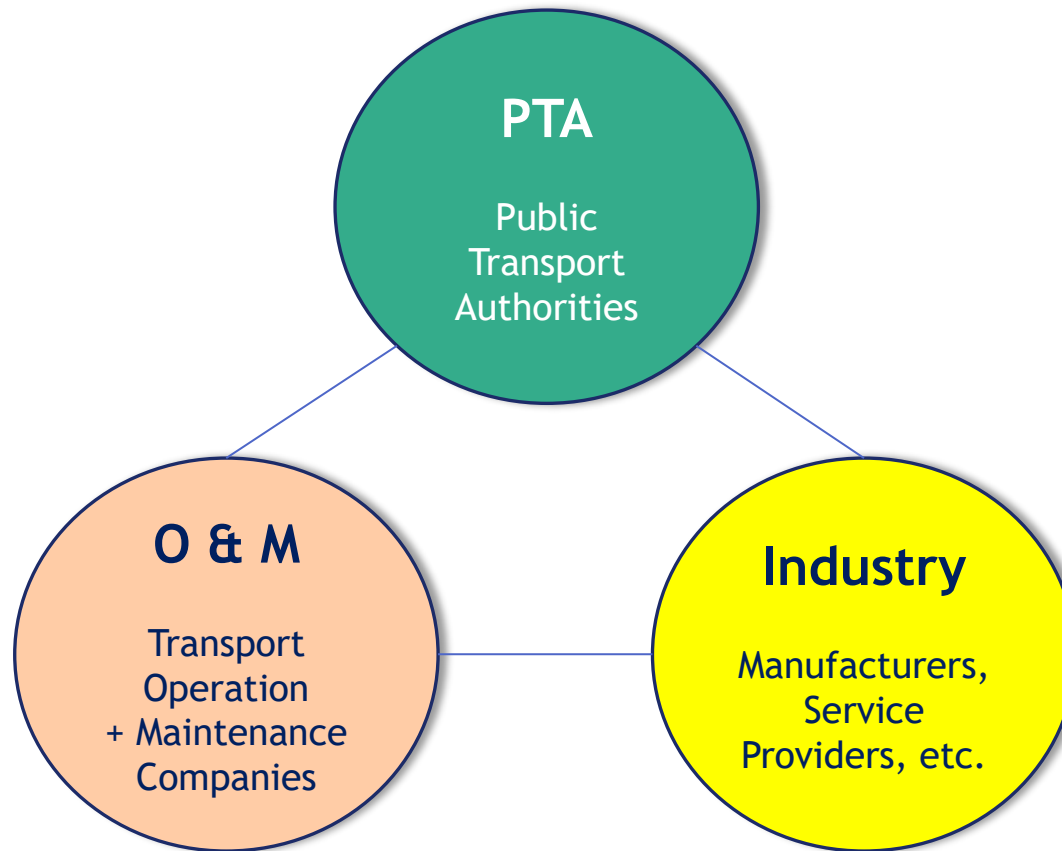 PTA
Public
Transport
Authorities
O & M
Transport
Operation
+ Maintenance
Companies
Industry
Manufacturers,
Service
Providers, etc.